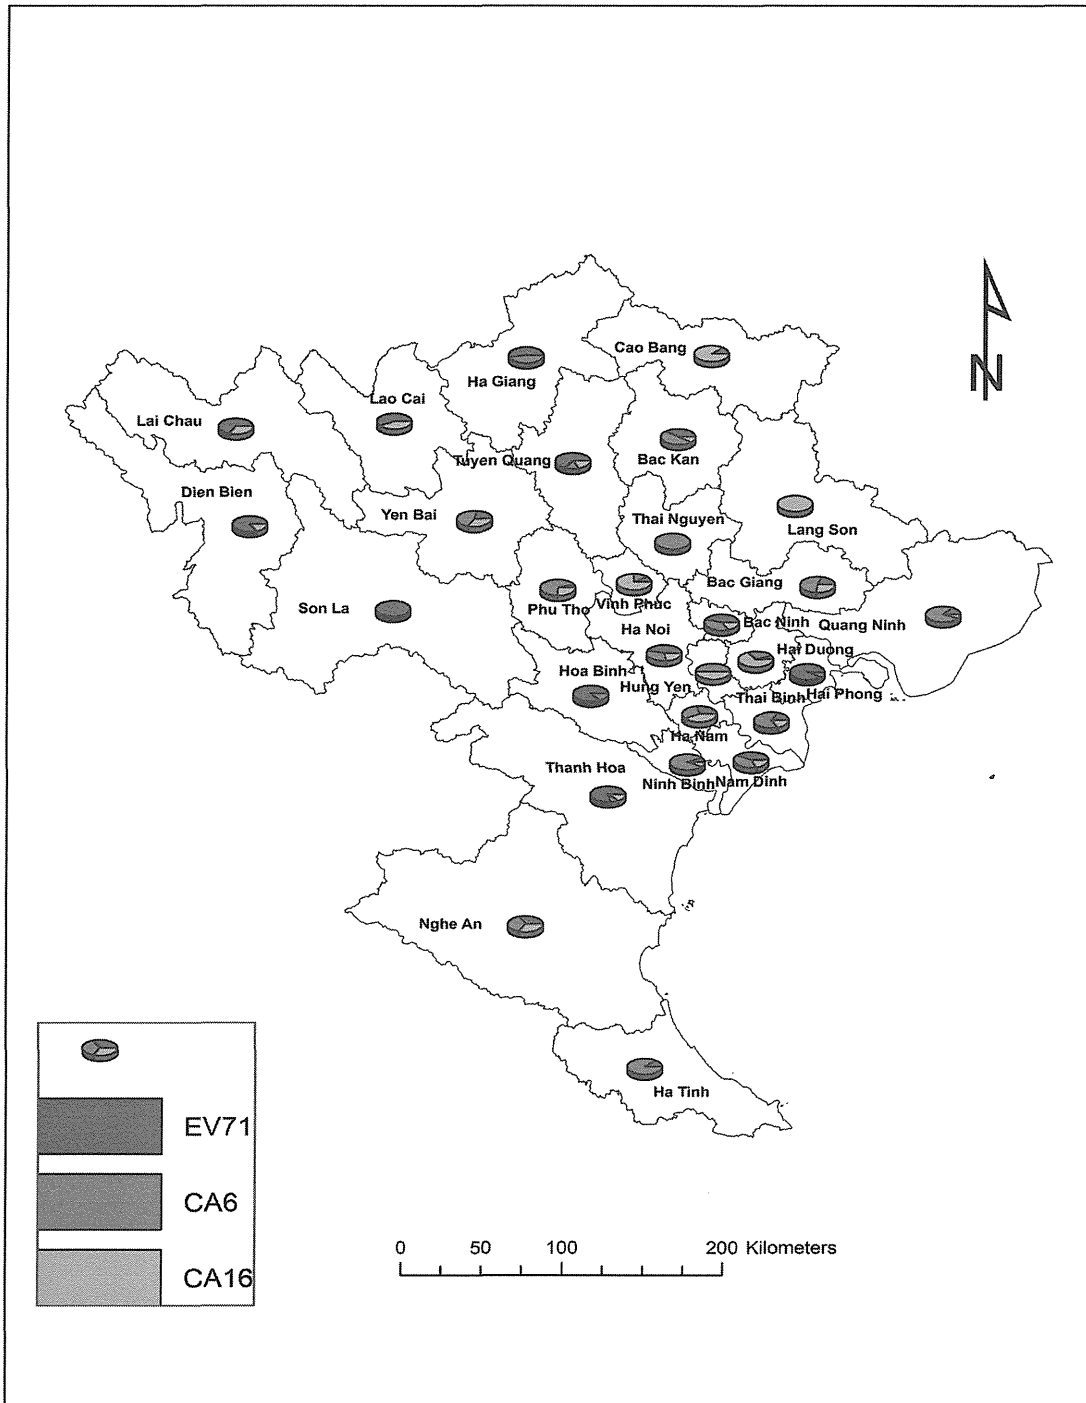 Cao Bang
Ha Giang
Lao Cai
Lai Chau
Tuyen Quang
Bac Kan
Dien Bien
Yen Bai
Thai Nguyen
Lang Son
Bac Giang
Son La
Phu Tho
Vinh Phuc
Bac Ninh
Quang Ninh
Ha Noi
Hai Duong
Hoa Binh
Hung Yen
Thai Binh
Hai Phong
Ha Nam
Thanh Hoa
Ninh Binh
Nam Dinh
Nghe An
Ha Tinh
N
EV71
CA6
CA16
0 50 100 200 Kilometers